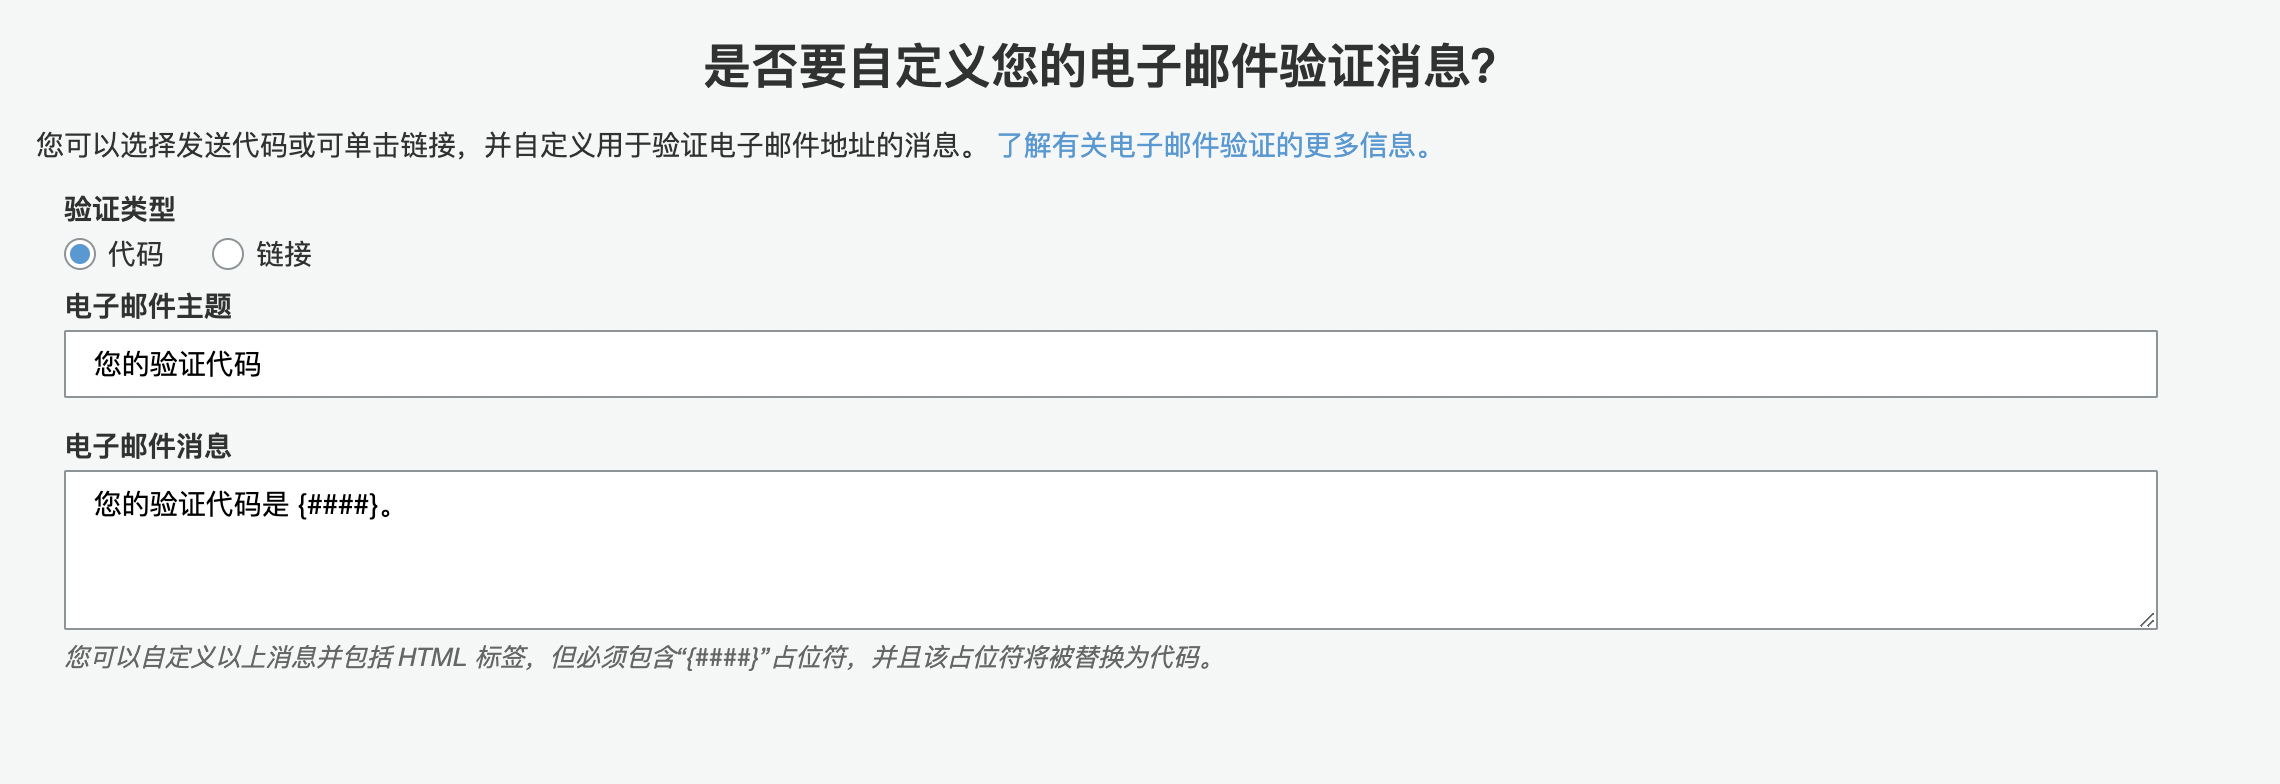 是否要自定义您的电子邮件验证消息?
您可以选择发送代码或可单击链接，并自定义用于验证电子邮件地址的消息。 了解有关电子邮件验证的更多信息。
验证类型
代码 链接
电子邮件主题
您的验证代码
电子邮件消息
您的验证代码是 {####}。
您可以自定义以上消息并包括 HTML 标签，但必须包含“{####}”占位符，并且该占位符将被替换为代码。